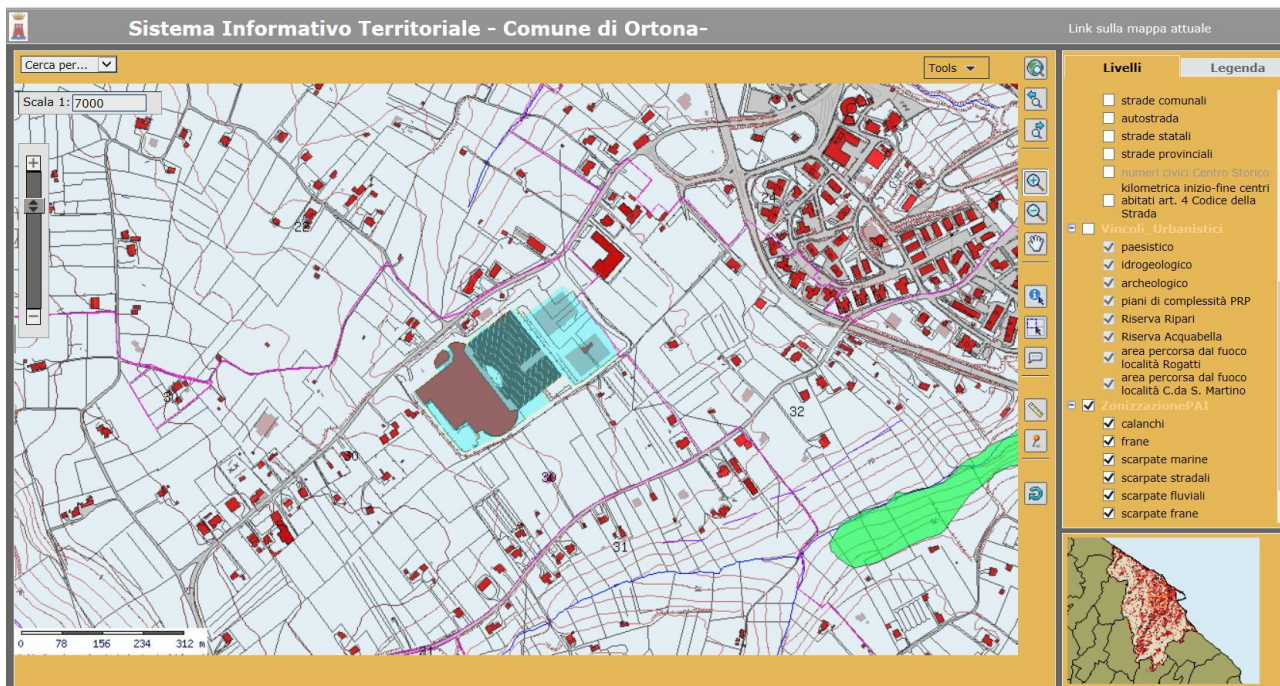 Sistema Informativo Territoriale - Comune di Ortona-
Link sulla mappa attuale
Cerca per...
Tools
Scala 1: 7000
Livelli
Legenda
strade comunali
autostrada
strade statali
strade provinciali
numeri civici Centro Storico
kilometrica inizio-fine centri
abitati art. 4 Codice della
Strada
Vincoli_Urbanistici
paesistico
idrogeologico
archeologico
piani di complessità PRP
Riserva Ripari
Riserva Acquabella
area percorsa dal fuoco
località Rogatti
area percorsa dal fuoco
località C.da S. Martino
ZonizzazionePAI
calanchi
frane
scarpate marine
scarpate stradali
scarpate fluviali
scarpate frane
24
32
30
30
31
0 78 156 234 312 m